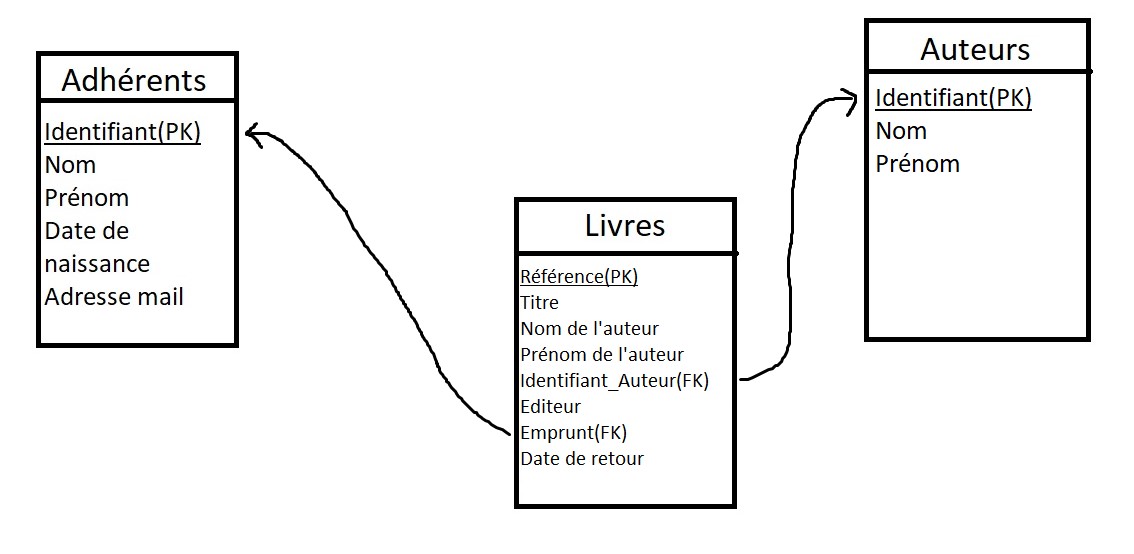 Adhérents
Identifiant(PK)
Nom
Prénom
Date de
naissance
Adresse mail
Livres
Référence(PK)
Titre
Nom de l'auteur
Prénom de l'auteur
Identifiant_Auteur(FK)
Editeur
Emprunt(FK)
Date de retour
Auteurs
Identifiant(PK)
Nom
Prénom